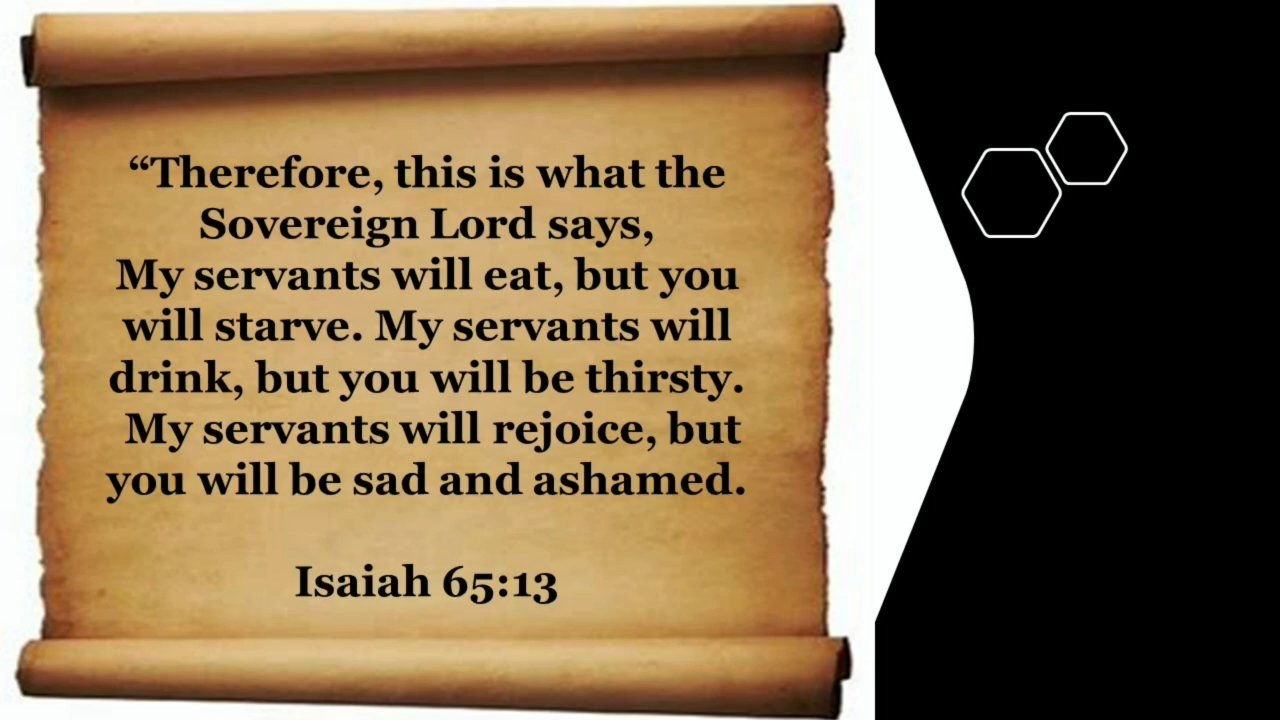 “Therefore, this is what the
Sovereign Lord says,
My servants will eat, but you
will starve. My servants will
drink, but you will be thirsty.
My servants will rejoice, but
you will be sad and ashamed.
Isaiah 65:13